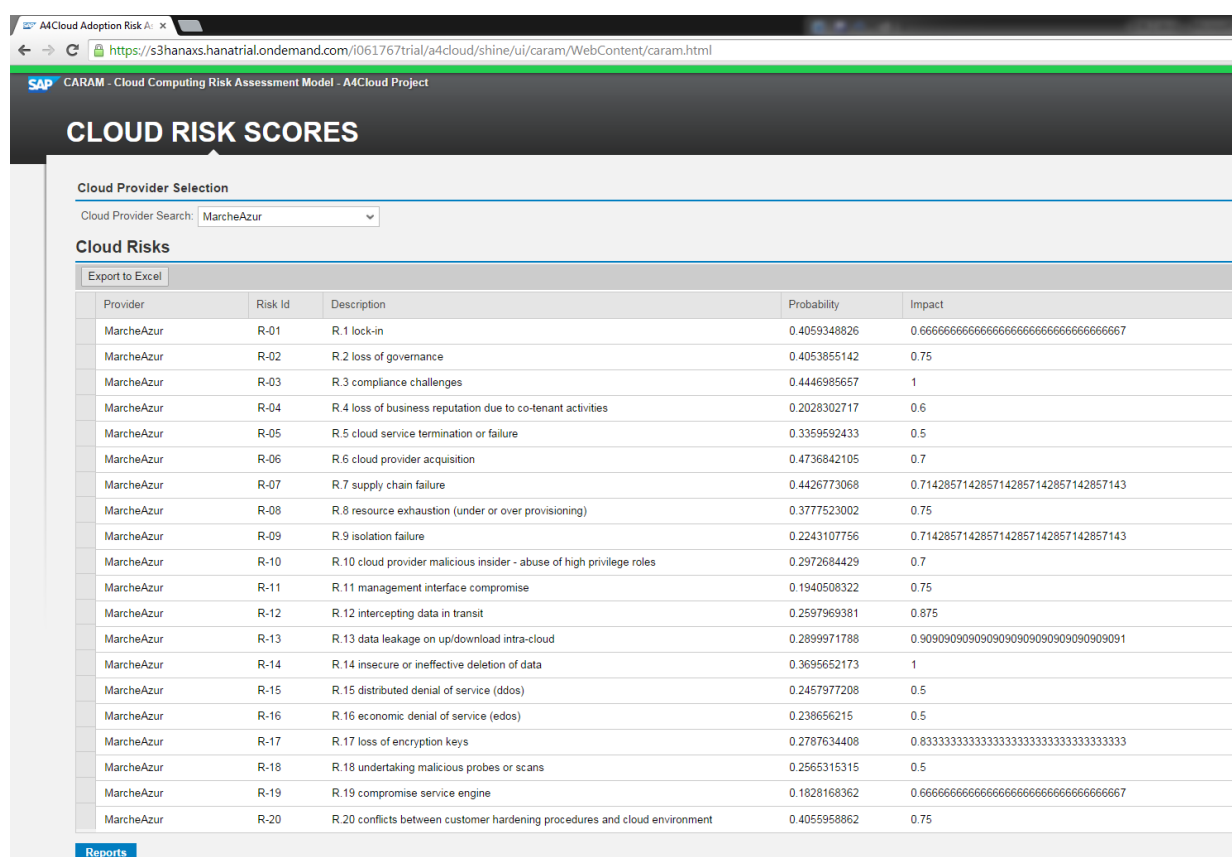 A4Cloud Adoption Risk As ×
https://s3hanaxs.hanatrial.ondemand.com/i061767trial/a4cloud/shine/ui/caram/WebContent/caram.html
SAP CARAM - Cloud Computing Risk Assessment Model - A4Cloud Project
CLOUD RISK SCORES
Cloud Provider Selection
Cloud Provider Search: MarcheAzur
Cloud Risks
Export to Excel
Provider Risk Id Description Probability Impact
MarcheAzur R-01 R.1 lock-in 0.4059348826 0.6666666666666666666666666666666667
MarcheAzur R-02 R.2 loss of governance 0.4053855142 0.75
MarcheAzur R-03 R.3 compliance challenges 0.4446985657 1
MarcheAzur R-04 R.4 loss of business reputation due to co-tenant activities 0.2028302717 0.6
MarcheAzur R-05 R.5 cloud service termination or failure 0.3359592433 0.5
MarcheAzur R-06 R.6 cloud provider acquisition 0.4736842105 0.7
MarcheAzur R-07 R.7 supply chain failure 0.4426773068 0.7142857142857142857142857142857143
MarcheAzur R-08 R.8 resource exhaustion (under or over provisioning) 0.3777523002 0.75
MarcheAzur R-09 R.9 isolation failure 0.2243107756 0.7142857142857142857142857142857143
MarcheAzur R-10 R.10 cloud provider malicious insider - abuse of high privilege roles 0.2972684429 0.7
MarcheAzur R-11 R.11 management interface compromise 0.1940508322 0.75
MarcheAzur R-12 R.12 intercepting data in transit 0.2597969381 0.875
MarcheAzur R-13 R.13 data leakage on up/download intra-cloud 0.2899971788 0.9090909090909090909090909090909091
MarcheAzur R-14 R.14 insecure or ineffective deletion of data 0.3695652173 1
MarcheAzur R-15 R.15 distributed denial of service (ddos) 0.2457977208 0.5
MarcheAzur R-16 R.16 economic denial of service (edos) 0.238656215 0.5
MarcheAzur R-17 R.17 loss of encryption keys 0.2787634408 0.8333333333333333333333333333333333
MarcheAzur R-18 R.18 undertaking malicious probes or scans 0.2565315315 0.5
MarcheAzur R-19 R.19 compromise service engine 0.1828168362 0.6666666666666666666666666666666667
MarcheAzur R-20 R.20 conflicts between customer hardening procedures and cloud environment 0.4055958862 0.75
Reports